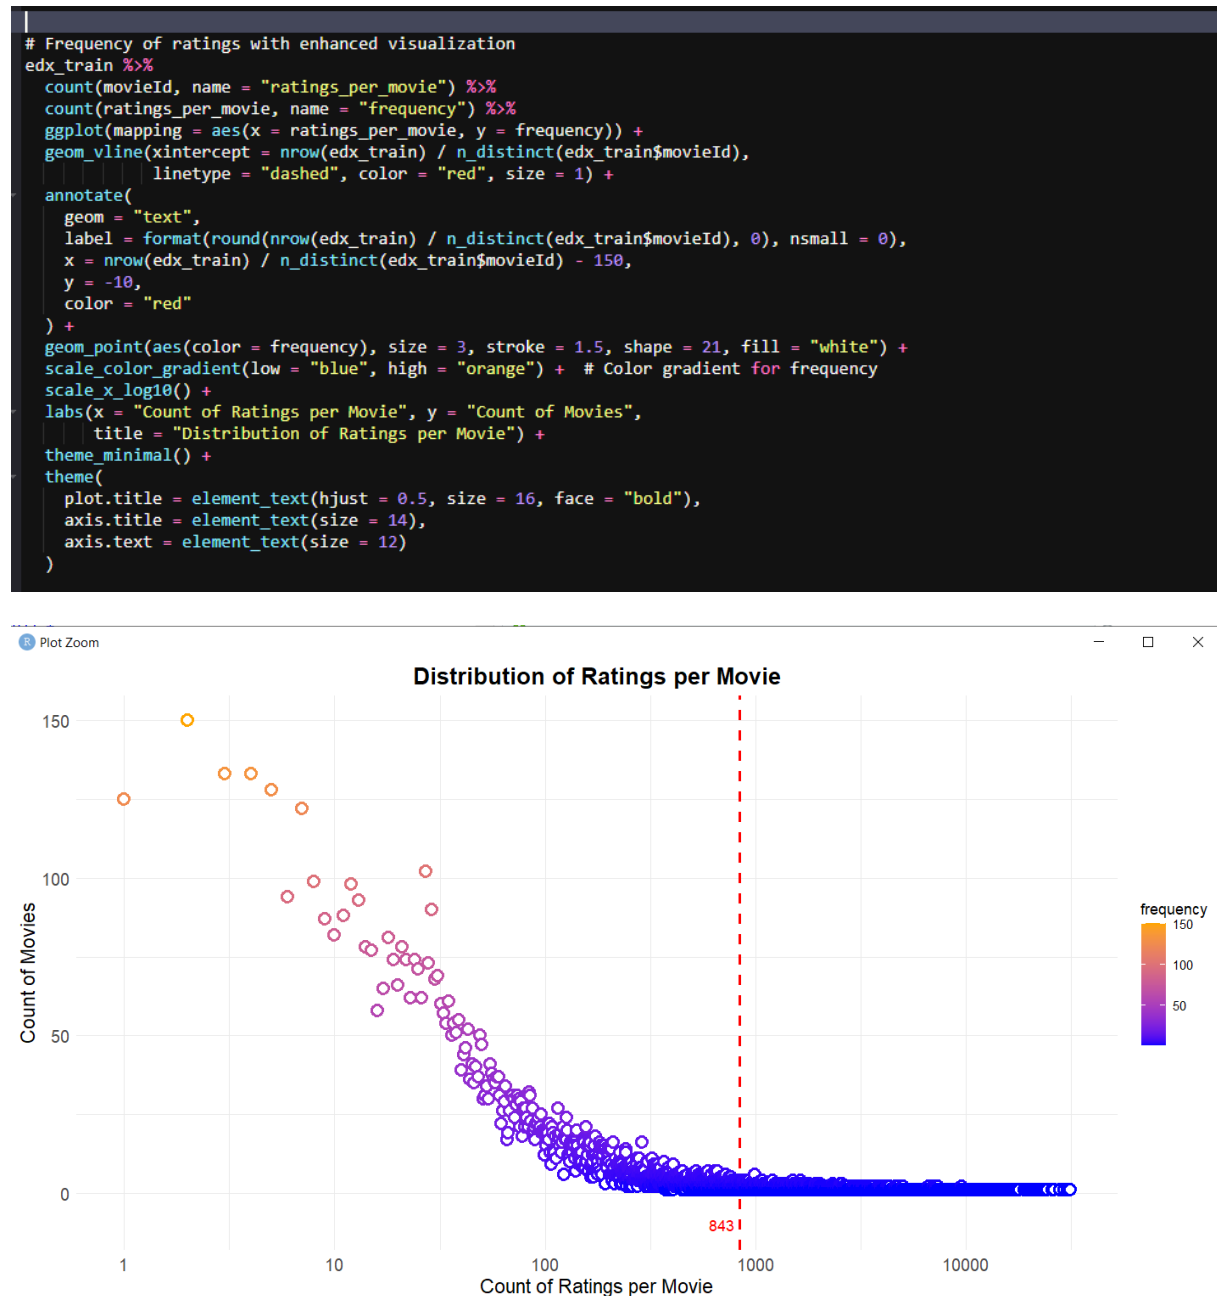 # Frequency of ratings with enhanced visualization
edx_train %>%
  count(movieId, name = "ratings_per_movie") %>%
  count(ratings_per_movie, name = "frequency") %>%
  ggplot(mapping = aes(x = ratings_per_movie, y = frequency)) +
  geom_vline(xintercept = nrow(edx_train) / n_distinct(edx_train$movieId),
             linetype = "dashed", color = "red", size = 1) +
  annotate(
    geom = "text",
    label = format(round(nrow(edx_train) / n_distinct(edx_train$movieId), 0), nsmall = 0),
    x = nrow(edx_train) / n_distinct(edx_train$movieId) - 150,
    y = -10,
    color = "red"
  ) +
  geom_point(aes(color = frequency), size = 3, stroke = 1.5, shape = 21, fill = "white") +
  scale_color_gradient(low = "blue", high = "orange") +  # Color gradient for frequency
  scale_x_log10() +
  labs(x = "Count of Ratings per Movie", y = "Count of Movies",
       title = "Distribution of Ratings per Movie") +
  theme_minimal() +
  theme(
    plot.title = element_text(hjust = 0.5, size = 16, face = "bold"),
    axis.title = element_text(size = 14),
    axis.text = element_text(size = 12)
  )
R Plot Zoom
Distribution of Ratings per Movie
150
100
50
0
Count of Movies
843
1 10 100 1000 10000
Count of Ratings per Movie
frequency
150
100
50